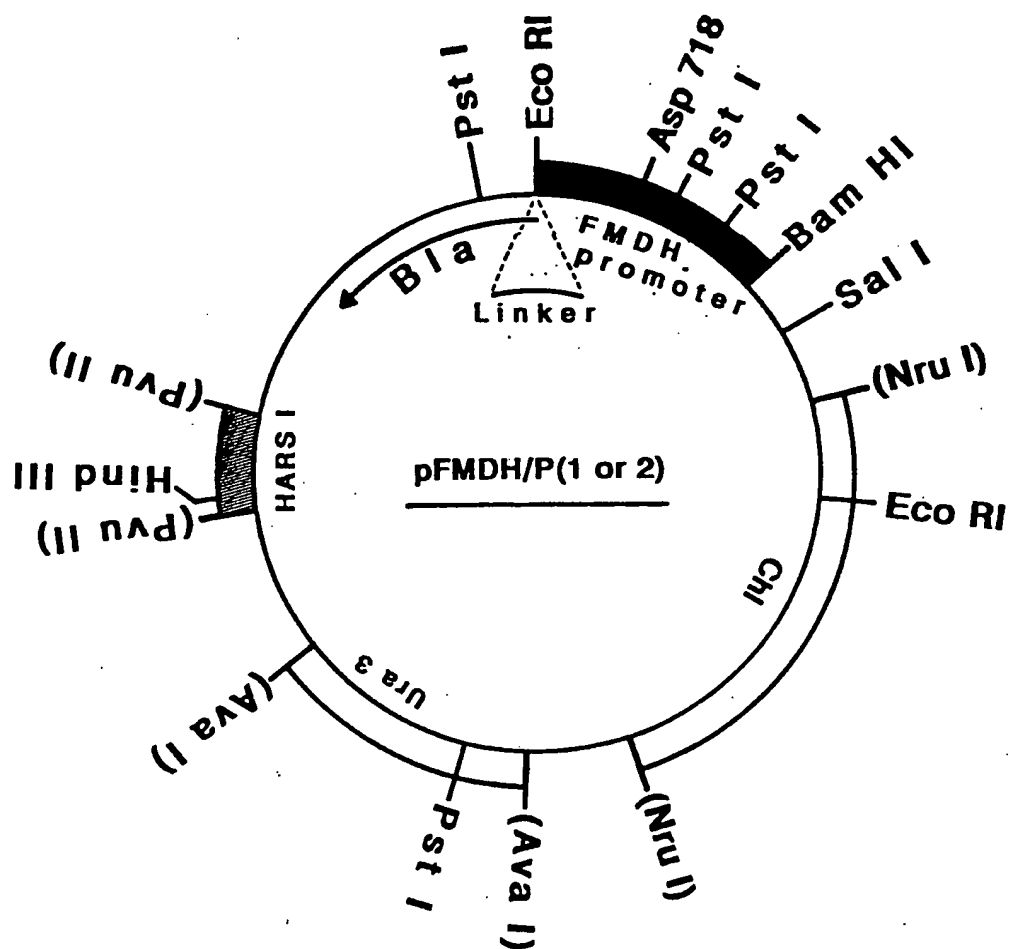 Pst I
Eco RI
Asp 718
Pst I
Pst I
Bam HI
Sal I
(Nru I)
Eco RI
(Nru I)
(Ava I)
Pst I
(Ava I)
(Pvu II)
Hind III
(Pvu II)
Bla
FMDH.
promoter
Linker
HARS I
pFMDH/P(1 or 2)
Chl
Ura 3